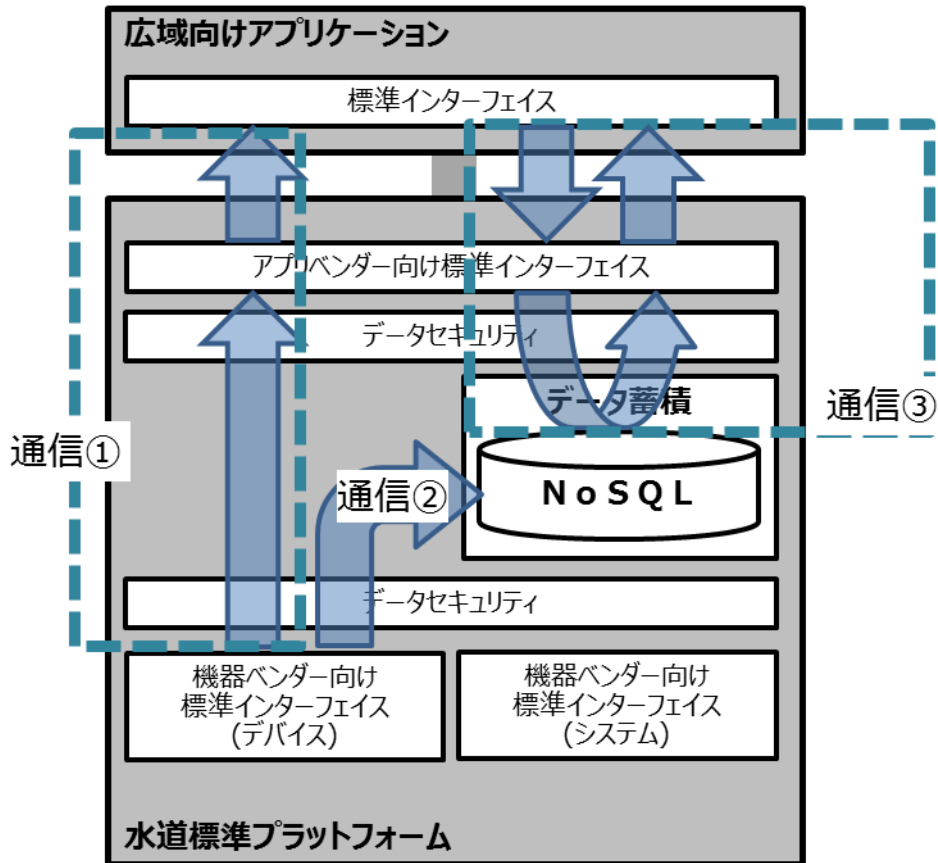 広域向けアプリケーション
標準インターフェイス
アプリベンダー向け標準インターフェイス
データセキュリティ
データ蓄積
通信③
通信①
通信②
NoSQL
データセキュリティ
機器ベンダー向け
標準インターフェイス
(デバイス)
機器ベンダー向け
標準インターフェイス
(システム)
水道標準プラットフォーム